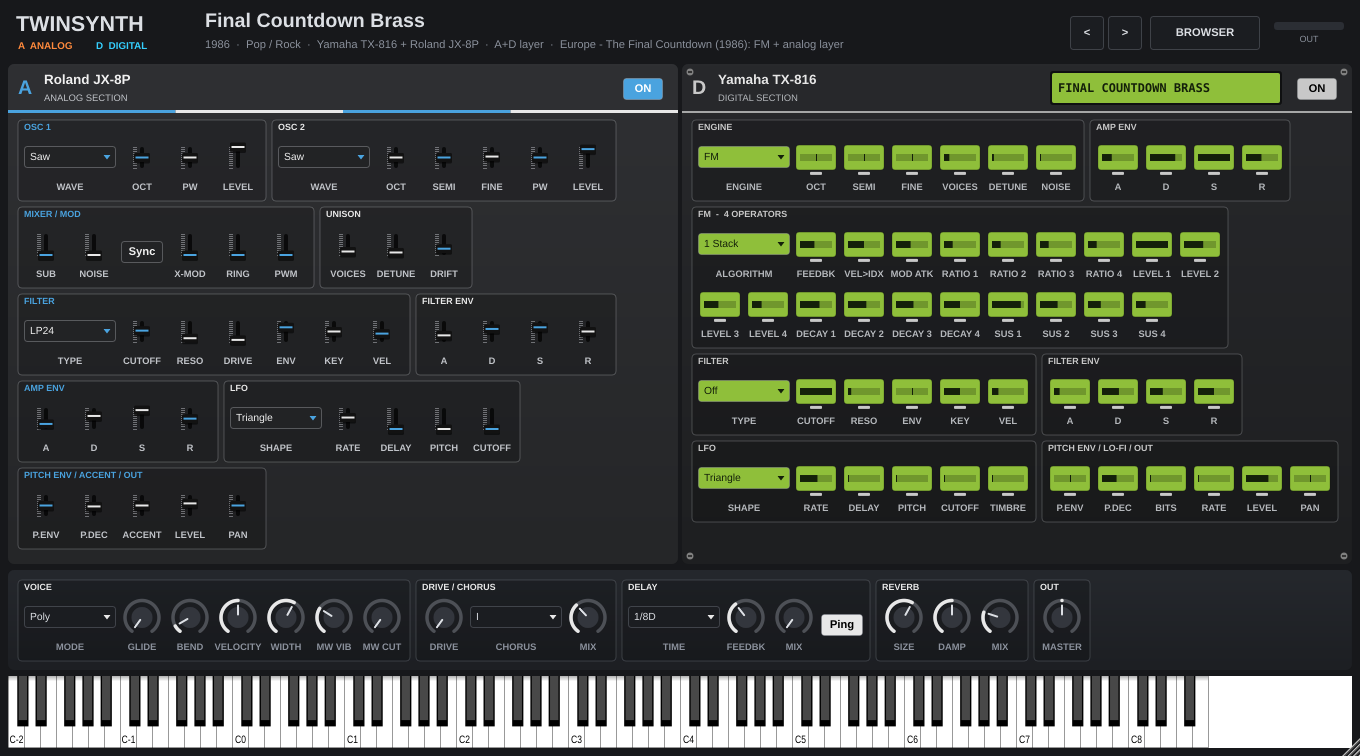 TWINSYNTH
A ANALOG D DIGITAL
Final Countdown Brass
1986 · Pop / Rock · Yamaha TX-816 + Roland JX-8P · A+D layer · Europe - The Final Countdown (1986): FM + analog layer
< > BROWSER OUT
A Roland JX-8P
ANALOG SECTION
ON
OSC 1
Saw
WAVE OCT PW LEVEL
OSC 2
Saw
WAVE OCT SEMI FINE PW LEVEL
MIXER / MOD
Sync
SUB NOISE X-MOD RING PWM
UNISON
VOICES DETUNE DRIFT
FILTER
LP24
TYPE CUTOFF RESO DRIVE ENV KEY VEL
FILTER ENV
A D S R
AMP ENV
A D S R
LFO
Triangle
SHAPE RATE DELAY PITCH CUTOFF
PITCH ENV / ACCENT / OUT
P.ENV P.DEC ACCENT LEVEL PAN
D Yamaha TX-816
DIGITAL SECTION
FINAL COUNTDOWN BRASS
ON
ENGINE
FM
ENGINE OCT SEMI FINE VOICES DETUNE NOISE
AMP ENV
A D S R
FM - 4 OPERATORS
1 Stack
ALGORITHM FEEDBK VEL>IDX MOD ATK RATIO 1 RATIO 2 RATIO 3 RATIO 4 LEVEL 1 LEVEL 2
LEVEL 3 LEVEL 4 DECAY 1 DECAY 2 DECAY 3 DECAY 4 SUS 1 SUS 2 SUS 3 SUS 4
FILTER
Off
TYPE CUTOFF RESO ENV KEY VEL
FILTER ENV
A D S R
LFO
Triangle
SHAPE RATE DELAY PITCH CUTOFF TIMBRE
PITCH ENV / LO-FI / OUT
P.ENV P.DEC BITS RATE LEVEL PAN
VOICE
Poly
MODE GLIDE BEND VELOCITY WIDTH MW VIB MW CUT
DRIVE / CHORUS
I
DRIVE CHORUS MIX
DELAY
1/8D
Ping
TIME FEEDBK MIX
REVERB
SIZE DAMP MIX
OUT
MASTER
C-2 C-1 C0 C1 C2 C3 C4 C5 C6 C7 C8